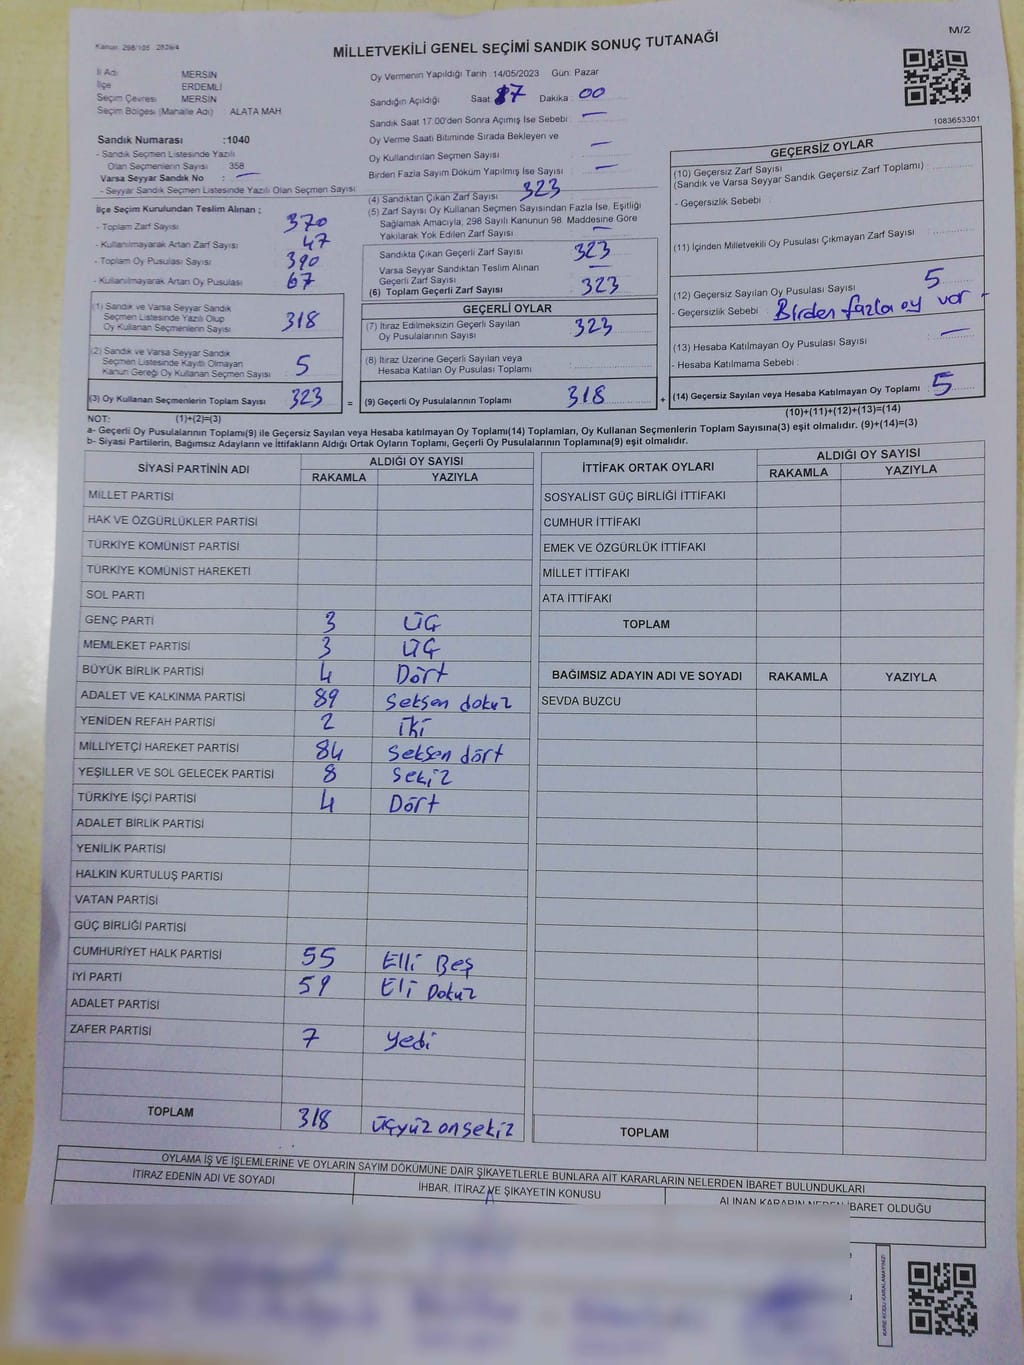 Kanun: 298/105 2839/4
M/2
MİLLETVEKİLİ GENEL SEÇİMİ SANDIK SONUÇ TUTANAĞI
İl Adı MERSIN
İlçe ERDEMLI
Seçim Çevresi MERSIN
Seçim Bölgesi (Mahalle Adı) ALATA MAH
Sandık Numarası :1040
- Sandık Seçmen Listesinde Yazılı
Olan Seçmenlerin Sayısı 358
Varsa Seyyar Sandık No : —
- Seyyar Sandık Seçmen Listesinde Yazılı Olan Seçmen Sayısı
İlçe Seçim Kurulundan Teslim Alınan ;
- Toplam Zarf Sayısı 370
- Kullanılmayarak Artan Zarf Sayısı 47
- Toplam Oy Pusulası Sayısı 390
- Kullanılmayarak Artan Oy Pusulası 67
(1) Sandık ve Varsa Seyyar Sandık
Seçmen Listesinde Yazılı Olup
Oy Kullanan Seçmenlerin Sayısı 318
(2) Sandık ve Varsa Seyyar Sandık
Seçmen Listesinde Kayıtlı Olmayan
Kanun Gereği Oy Kullanan Seçmen Sayısı 5
(3) Oy Kullanan Seçmenlerin Toplam Sayısı 323 =
Oy Vermenin Yapıldığı Tarih :14/05/2023 Gün: Pazar
Sandığın Açıldığı Saat 17 Dakika 00
Sandık Saat 17:00'den Sonra Açımış İse Sebebi : —
Oy Verme Saati Bitiminde Sırada Bekleyen ve
Oy Kullandırılan Seçmen Sayısı —
Birden Fazla Sayım Döküm Yapılmış İse Sayısı —
(4) Sandıktan Çıkan Zarf Sayısı 323
(5) Zarf Sayısı Oy Kullanan Seçmen Sayısından Fazla İse, Eşitliği
Sağlamak Amacıyla, 298 Sayılı Kanunun 98. Maddesine Göre
Yakılarak Yok Edilen Zarf Sayısı —
Sandıkta Çıkan Geçerli Zarf Sayısı 323
Varsa Seyyar Sandıktan Teslim Alınan
Geçerli Zarf Sayısı —
(6) Toplam Geçerli Zarf Sayısı 323
GEÇERLİ OYLAR
(7) İtiraz Edilmeksizin Geçerli Sayılan
Oy Pusulalarının Sayısı 323
(8) İtiraz Üzerine Geçerli Sayılan veya
Hesaba Katılan Oy Pusulası Toplamı
(9) Geçerli Oy Pusulalarının Toplamı 318 +
1083653301
GEÇERSİZ OYLAR
(10) Geçersiz Zarf Sayısı
(Sandık ve Varsa Seyyar Sandık Geçersiz Zarf Toplamı)
- Geçersizlik Sebebi :
(11) İçinden Milletvekili Oy Pusulası Çıkmayan Zarf Sayısı
(12) Geçersiz Sayılan Oy Pusulası Sayısı 5
- Geçersizlik Sebebi : Birden fazla oy var
(13) Hesaba Katılmayan Oy Pusulası Sayısı —
- Hesaba Katılmama Sebebi :
(14) Geçersiz Sayılan veya Hesaba Katılmayan Oy Toplamı 5
NOT: (1)+(2)=(3) (10)+(11)+(12)+(13)=(14)
a- Geçerli Oy Pusulalarının Toplamı(9) ile Geçersiz Sayılan veya Hesaba katılmayan Oy Toplamı(14) Toplamları, Oy Kullanan Seçmenlerin Toplam Sayısına(3) eşit olmalıdır. (9)+(14)=(3)
b- Siyasi Partilerin, Bağımsız Adayların ve İttifakların Aldığı Ortak Oyların Toplamı, Geçerli Oy Pusulalarının Toplamına(9) eşit olmalıdır.
SİYASİ PARTİNİN ADI ALDIĞI OY SAYISI
RAKAMLA YAZIYLA
MİLLET PARTİSİ
HAK VE ÖZGÜRLÜKLER PARTİSİ
TÜRKİYE KOMÜNİST PARTİSİ
TÜRKİYE KOMÜNİST HAREKETİ
SOL PARTİ
GENÇ PARTİ 3 ÜÇ
MEMLEKET PARTİSİ 3 ÜÇ
BÜYÜK BİRLİK PARTİSİ 4 Dört
ADALET VE KALKINMA PARTİSİ 89 Seksen dokuz
YENİDEN REFAH PARTİSİ 2 iki
MİLLİYETÇİ HAREKET PARTİSİ 84 Seksen dört
YEŞİLLER VE SOL GELECEK PARTİSİ 8 Sekiz
TÜRKİYE İŞÇİ PARTİSİ 4 Dört
ADALET BİRLİK PARTİSİ
YENİLİK PARTİSİ
HALKIN KURTULUŞ PARTİSİ
VATAN PARTİSİ
GÜÇ BİRLİĞİ PARTİSİ
CUMHURİYET HALK PARTİSİ 55 Elli Beş
İYİ PARTİ 59 Elli Dokuz
ADALET PARTİSİ
ZAFER PARTİSİ 7 yedi
TOPLAM 318 üçyüz onsekiz
İTTİFAK ORTAK OYLARI ALDIĞI OY SAYISI
RAKAMLA YAZIYLA
SOSYALİST GÜÇ BİRLİĞİ İTTİFAKI
CUMHUR İTTİFAKI
EMEK VE ÖZGÜRLÜK İTTİFAKI
MİLLET İTTİFAKI
ATA İTTİFAKI
TOPLAM
BAĞIMSIZ ADAYIN ADI VE SOYADI RAKAMLA YAZIYLA
SEVDA BUZCU
TOPLAM
OYLAMA İŞ VE İŞLEMLERİNE VE OYLARIN SAYIM DÖKÜMÜNE DAİR ŞİKAYETLERLE BUNLARA AİT KARARLARIN NELERDEN İBARET BULUNDUKLARI
İTİRAZ EDENİN ADI VE SOYADI İHBAR, İTİRAZ VE ŞİKAYETİN KONUSU ALINAN KARARIN NEDEN İBARET OLDUĞU
KARE KODU KARALAMAYINIZ!